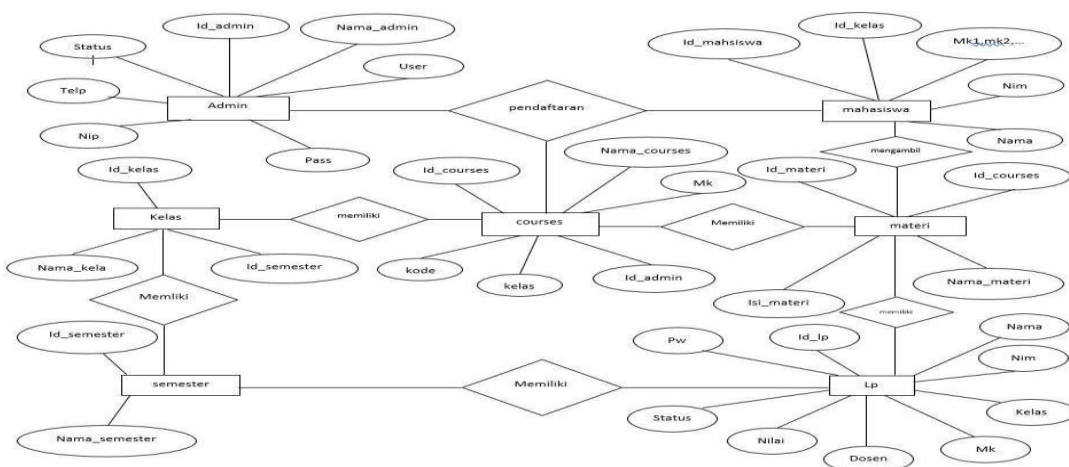 Id_admin
Nama_admin
Status
User
Telp
Admin
Nip
Pass
pendaftaran
Id_kelas
Id_mahsiswa
Mk1,mk2,...
Nim
mahasiswa
Nama
mengambil
Id_kelas
Kelas
Nama_kela
Id_semester
memiliki
Id_courses
Nama_courses
Mk
courses
kode
kelas
Id_admin
Memiliki
Id_materi
Id_courses
materi
Isi_materi
Nama_materi
Memliki
memiliki
Id_semester
semester
Nama_semester
Memiliki
Pw
Id_lp
Nama
Nim
Lp
Status
Kelas
Nilai
Mk
Dosen